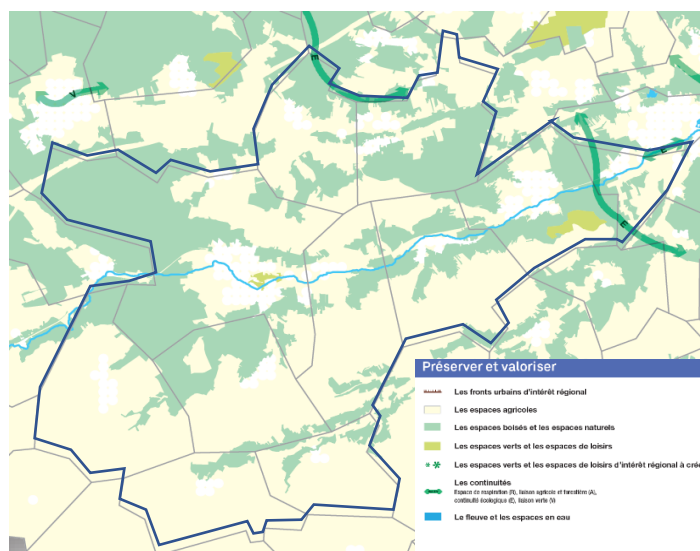 E
V
E
E
Préserver et valoriser
Les fronts urbains d'intérêt régional
Les espaces agricoles
Les espaces boisés et les espaces naturels
Les espaces verts et les espaces de loisirs
Les espaces verts et les espaces de loisirs d'intérêt régional à crée
Les continuités
Espace de respiration (R), liaison agricole et forestière (A),
continuité écologique (E), liaison verte (V)
Le fleuve et les espaces en eau